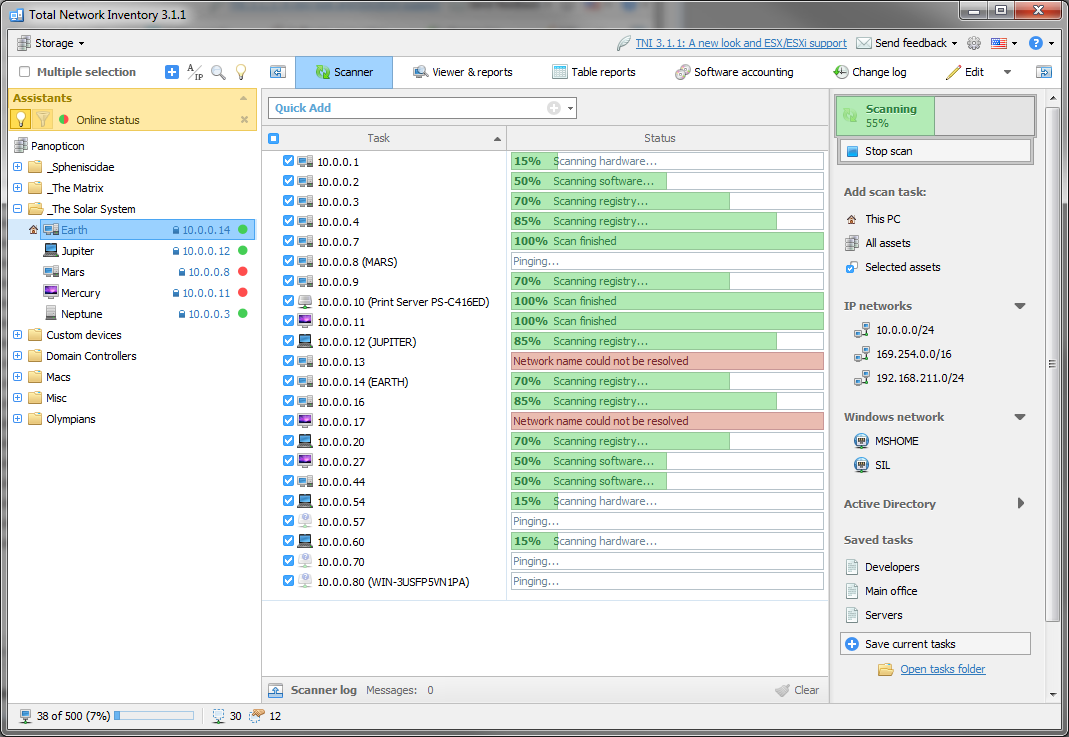 Total Network Inventory 3.1.1
Storage
TNI 3.1.1: A new look and ESX/ESXi support
Send feedback
Multiple selection
A/IP
Scanner
Viewer & reports
Table reports
Software accounting
Change log
Edit
Assistants
Online status
Panopticon
_Spheniscidae
_The Matrix
_The Solar System
Earth 10.0.0.14
Jupiter 10.0.0.12
Mars 10.0.0.8
Mercury 10.0.0.11
Neptune 10.0.0.3
Custom devices
Domain Controllers
Macs
Misc
Olympians
Quick Add
Task Status
10.0.0.1 15% Scanning hardware...
10.0.0.2 50% Scanning software...
10.0.0.3 70% Scanning registry...
10.0.0.4 85% Scanning registry...
10.0.0.7 100% Scan finished
10.0.0.8 (MARS) Pinging...
10.0.0.9 70% Scanning registry...
10.0.0.10 (Print Server PS-C416ED) 100% Scan finished
10.0.0.11 100% Scan finished
10.0.0.12 (JUPITER) 85% Scanning registry...
10.0.0.13 Network name could not be resolved
10.0.0.14 (EARTH) 70% Scanning registry...
10.0.0.16 85% Scanning registry...
10.0.0.17 Network name could not be resolved
10.0.0.20 70% Scanning registry...
10.0.0.27 50% Scanning software...
10.0.0.44 50% Scanning software...
10.0.0.54 15% Scanning hardware...
10.0.0.57 Pinging...
10.0.0.60 15% Scanning hardware...
10.0.0.70 Pinging...
10.0.0.80 (WIN-3USFP5VN1PA) Pinging...
Scanner log Messages: 0
Clear
Scanning
55%
Stop scan
Add scan task:
This PC
All assets
Selected assets
IP networks
10.0.0.0/24
169.254.0.0/16
192.168.211.0/24
Windows network
MSHOME
SIL
Active Directory
Saved tasks
Developers
Main office
Servers
Save current tasks
Open tasks folder
38 of 500 (7%)
30
12